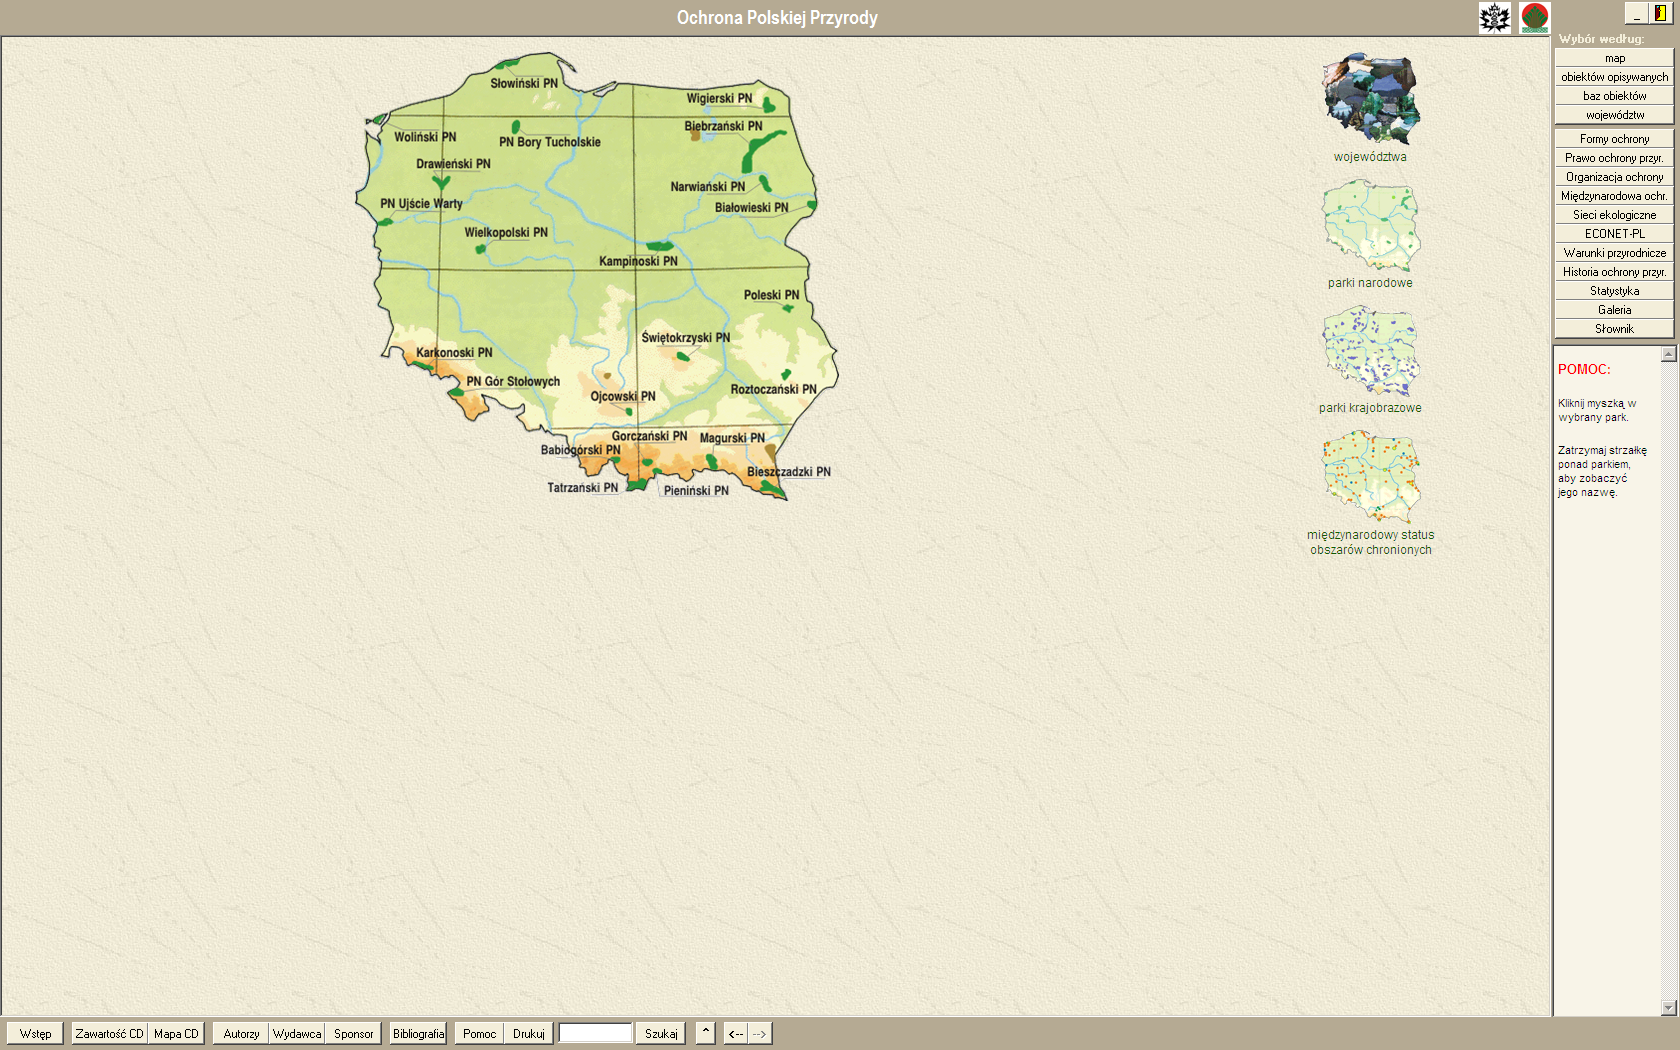 Ochrona Polskiej Przyrody
_
Wybór według:
map
obiektów opisywanych
baz obiektów
województw
Formy ochrony
Prawo ochrony przyr.
Organizacja ochrony
Międzynarodowa ochr.
Sieci ekologiczne
ECONET-PL
Warunki przyrodnicze
Historia ochrony przyr.
Statystyka
Galeria
Słownik
POMOC:
Kliknij myszką w
wybrany park.
Zatrzymaj strzałkę
ponad parkiem,
aby zobaczyć
jego nazwę.
Słowiński PN
Wigierski PN
Woliński PN
PN Bory Tucholskie
Biebrzański PN
Drawieński PN
Narwiański PN
PN Ujście Warty
Białowieski PN
Wielkopolski PN
Kampinoski PN
Poleski PN
Świętokrzyski PN
Karkonoski PN
PN Gór Stołowych
Ojcowski PN
Roztoczański PN
Gorczański PN
Magurski PN
Babiogórski PN
Bieszczadzki PN
Tatrzański PN
Pieniński PN
województwa
parki narodowe
parki krajobrazowe
międzynarodowy status
obszarów chronionych
Wstęp
Zawartość CD
Mapa CD
Autorzy
Wydawca
Sponsor
Bibliografia
Pomoc
Drukuj
Szukaj
^
<--
-->